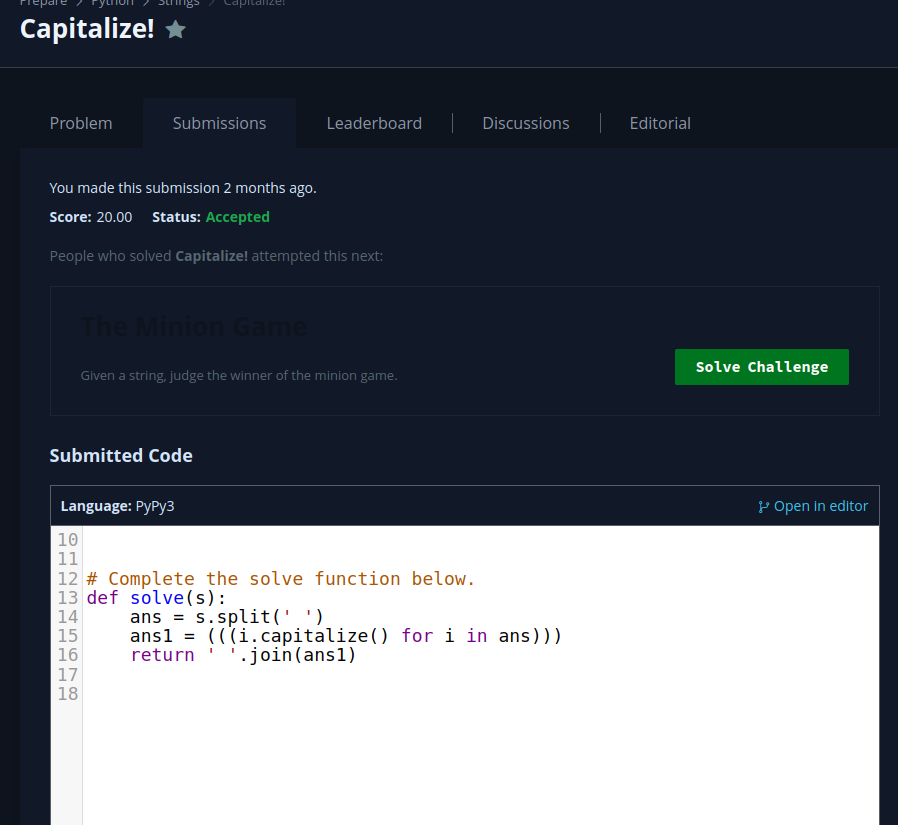 Prepare > Python > Strings > Capitalize!
Capitalize!
Problem
Submissions
Leaderboard
Discussions
Editorial
You made this submission 2 months ago.
Score: 20.00 Status: Accepted
People who solved Capitalize! attempted this next:
The Minion Game
Given a string, judge the winner of the minion game.
Solve Challenge
Submitted Code
Language: PyPy3
Open in editor
10
11
12 # Complete the solve function below.
13 def solve(s):
14     ans = s.split(' ')
15     ans1 = (((i.capitalize() for i in ans)))
16     return ' '.join(ans1)
17
18